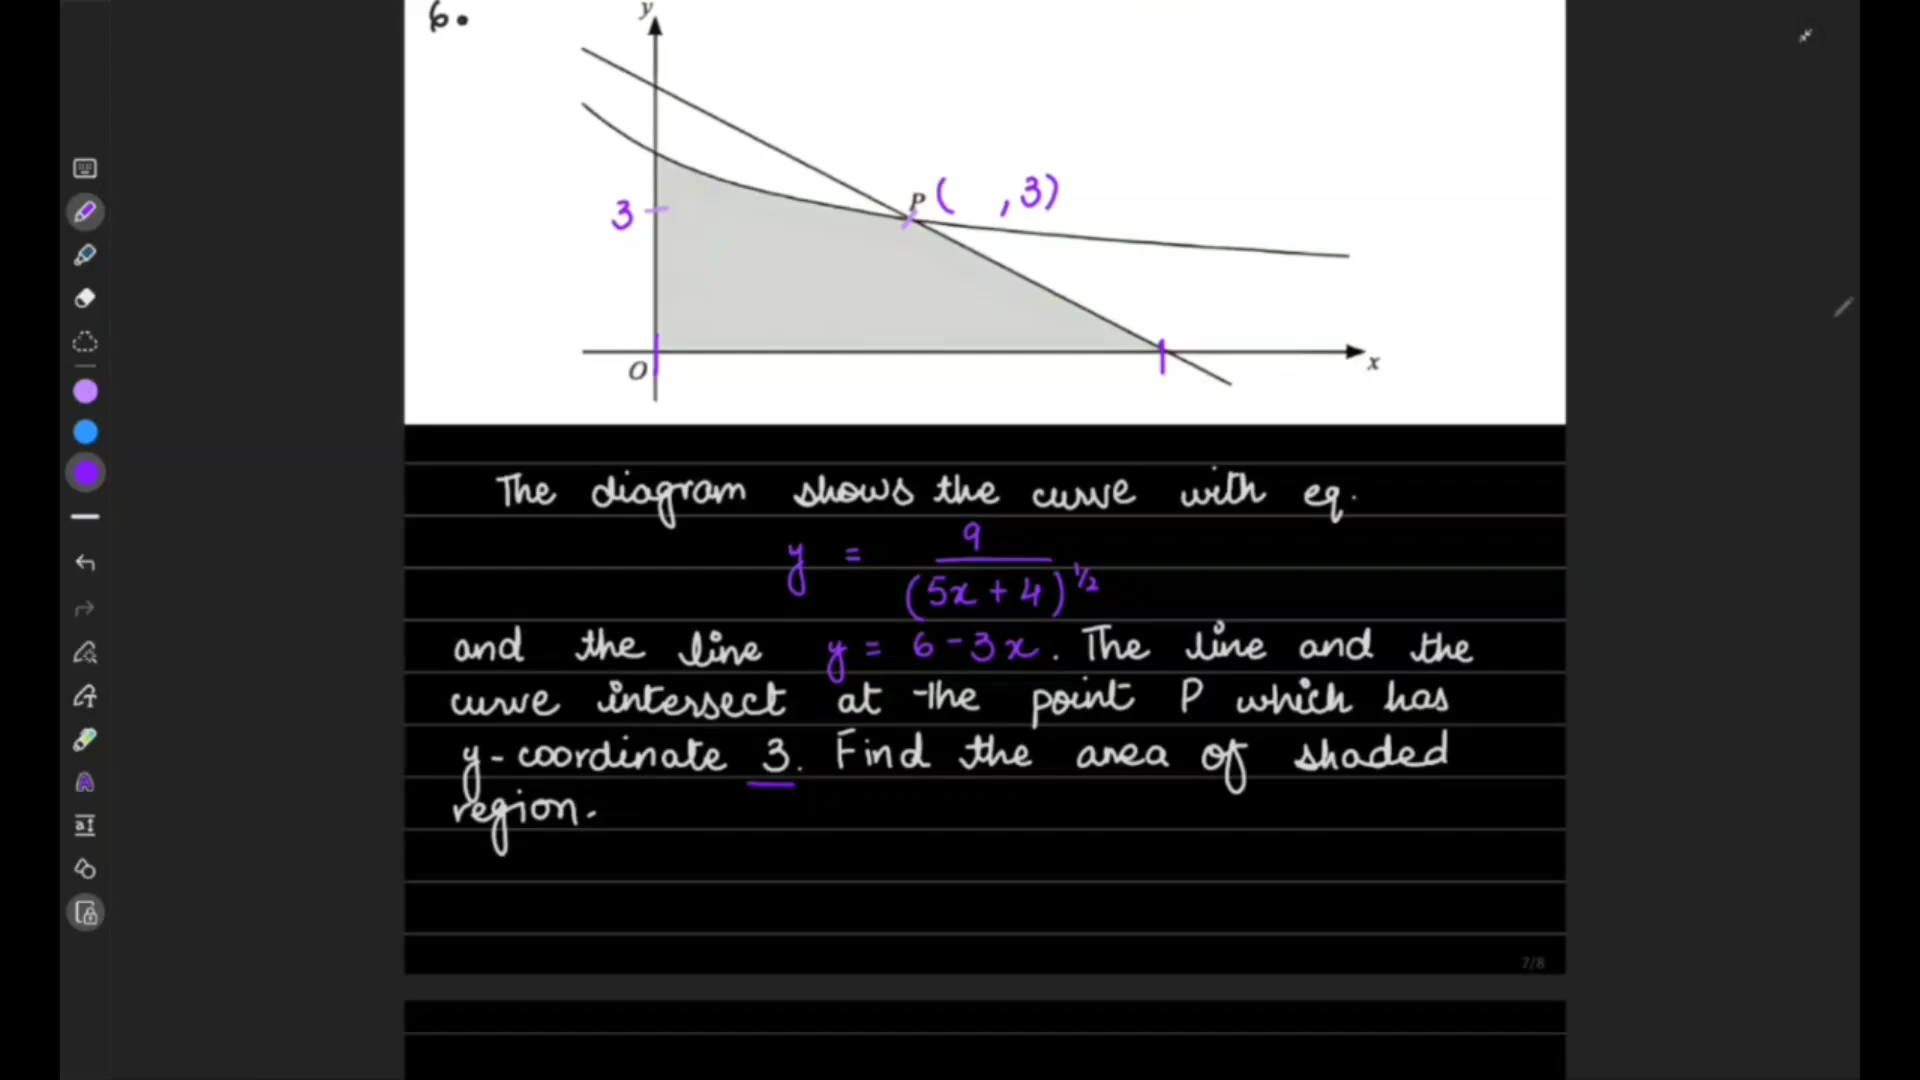 6.
y
3
P ( , 3)
O
x
The diagram shows the curve with eq.
y = 9 / (5x + 4)^½
and the line y = 6 - 3x. The line and the
curve intersect at the point P which has
y-coordinate 3. Find the area of shaded
region.
7/8